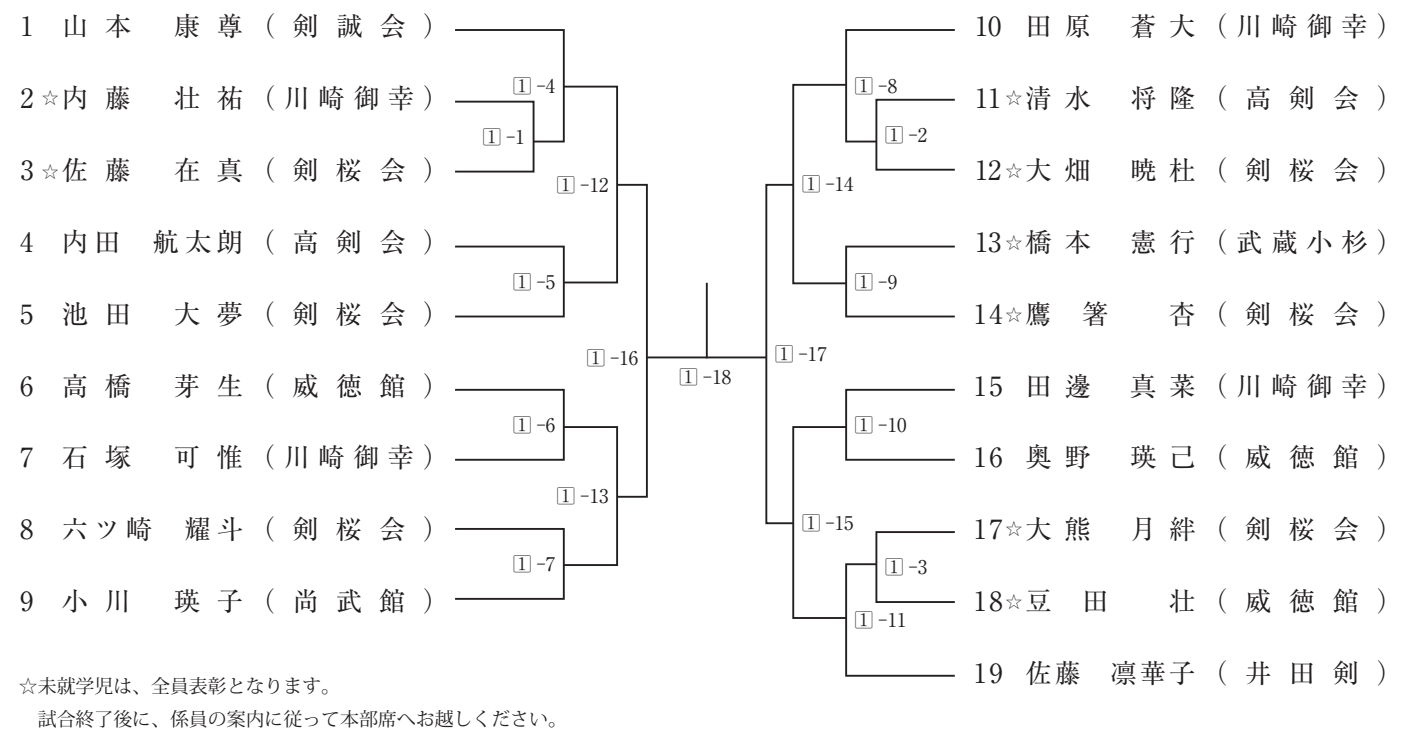 1 山本 康尊（剣誠会）
2☆内藤 壮祐（川崎御幸）
3☆佐藤 在真（剣桜会）
4 内田 航太朗（高剣会）
5 池田 大夢（剣桜会）
6 高橋 芽生（威徳館）
7 石塚 可惟（川崎御幸）
8 六ツ崎 耀斗（剣桜会）
9 小川 瑛子（尚武館）
1-4
1-1
1-12
1-5
1-16
1-6
1-13
1-7
1-18
1-8
1-2
1-14
1-9
1-17
1-10
1-15
1-3
1-11
10 田原 蒼大（川崎御幸）
11☆清水 将隆（高剣会）
12☆大畑 暁杜（剣桜会）
13☆橋本 憲行（武蔵小杉）
14☆鷹箸 杏（剣桜会）
15 田邊 真菜（川崎御幸）
16 奥野 瑛己（威徳館）
17☆大熊 月絆（剣桜会）
18☆豆田 壮（威徳館）
19 佐藤 凛華子（井田剣）
☆未就学児は、全員表彰となります。
試合終了後に、係員の案内に従って本部席へお越しください。